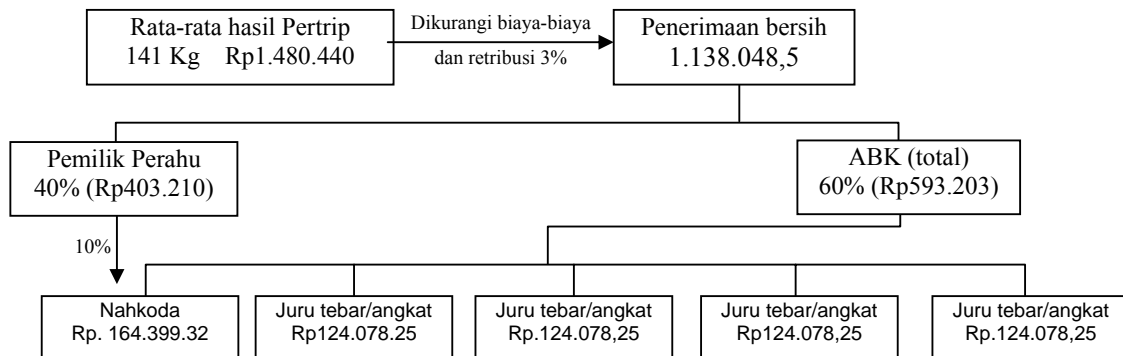 Rata-rata hasil Pertrip
141 Kg Rp1.480.440
Dikurangi biaya-biaya
dan retribusi 3%
Penerimaan bersih
1.138.048,5
Pemilik Perahu
40% (Rp403.210)
ABK (total)
60% (Rp593.203)
10%
Nahkoda
Rp. 164.399.32
Juru tebar/angkat
Rp124.078.25
Juru tebar/angkat
Rp.124.078,25
Juru tebar/angkat
Rp124.078,25
Juru tebar/angkat
Rp.124.078,25